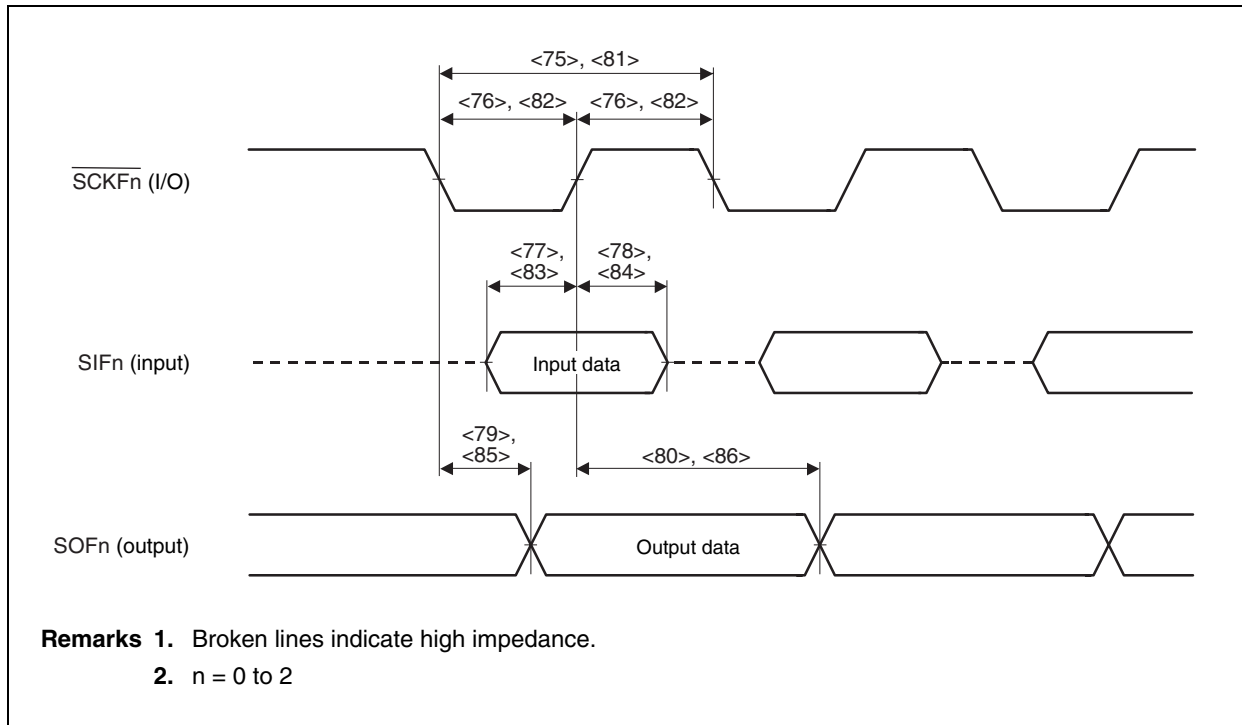 <75>, <81>
<76>, <82> <76>, <82>
SCKFn (I/O)
<77>, <78>,
<83> <84>
SIFn (input)
Input data
<79>,
<85>
<80>, <86>
SOFn (output)
Output data
Remarks 1. Broken lines indicate high impedance.
2. n = 0 to 2